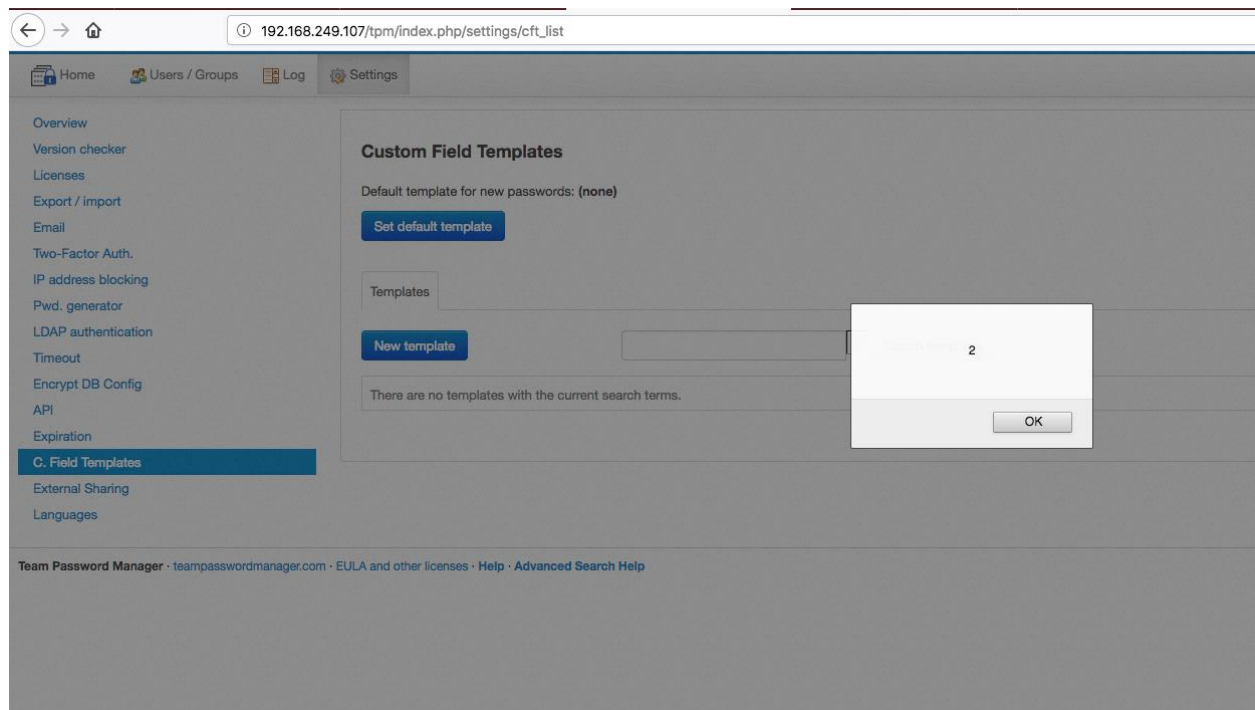 192.168.249.107/tpm/index.php/settings/cft_list
Home Users / Groups Log Settings
Overview
Version checker
Licenses
Export / import
Email
Two-Factor Auth.
IP address blocking
Pwd. generator
LDAP authentication
Timeout
Encrypt DB Config
API
Expiration
C. Field Templates
External Sharing
Languages
Custom Field Templates
Default template for new passwords: (none)
Set default template
Templates
New template
There are no templates with the current search terms.
2
OK
Team Password Manager · teampasswordmanager.com · EULA and other licenses · Help · Advanced Search Help